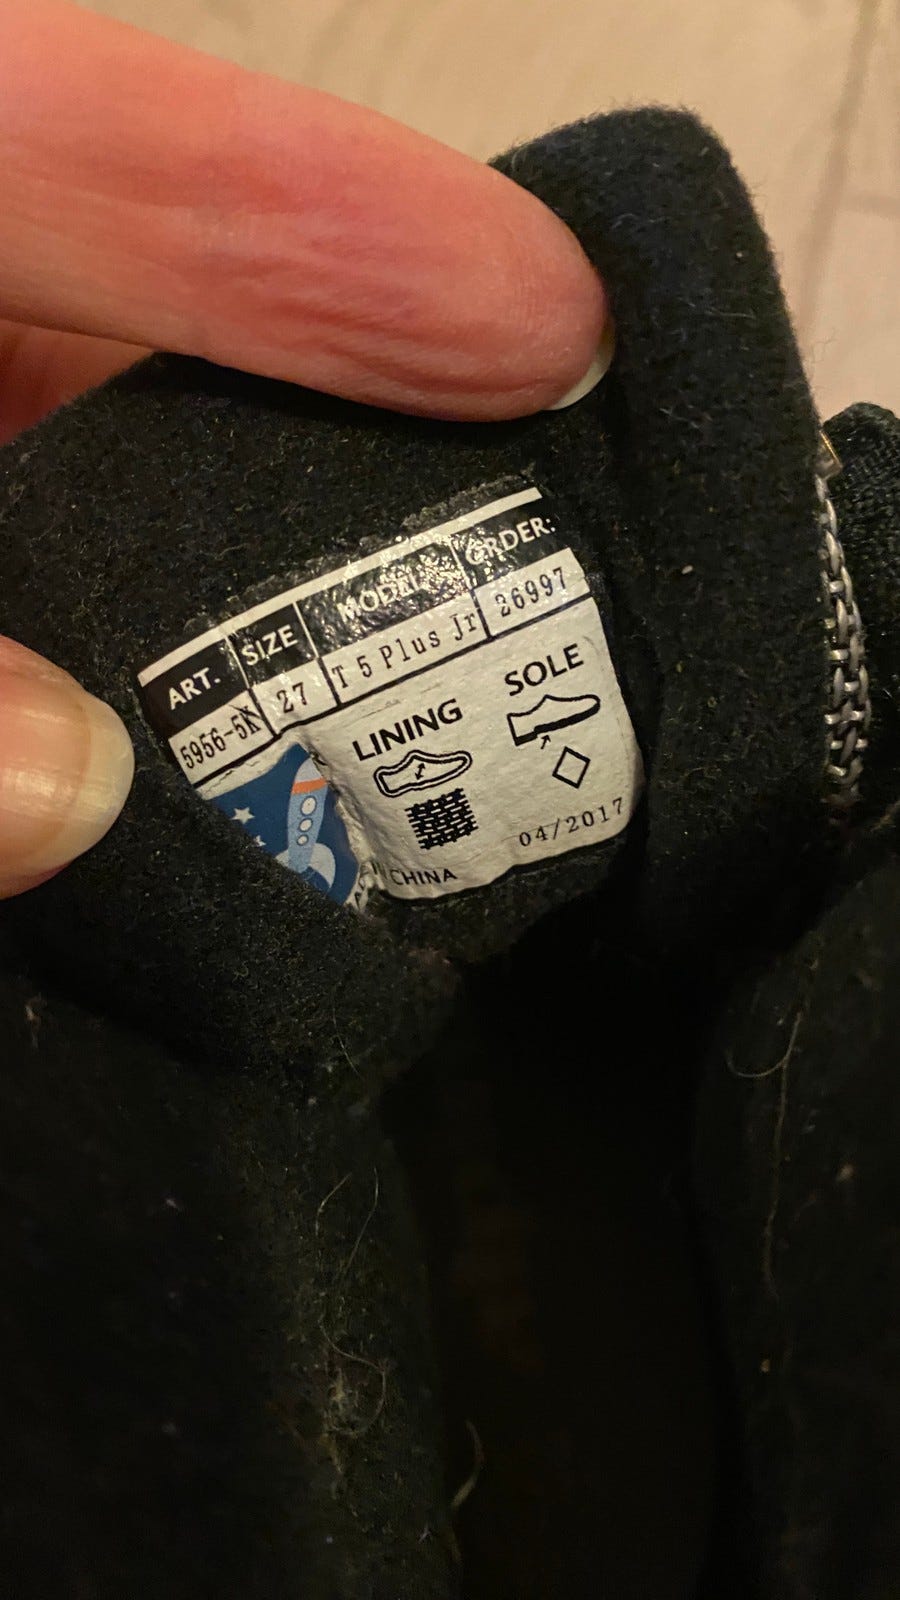 ART. SIZE MODEL ORDER:
5956-5K 27 T 5 Plus Jr 26997
LINING SOLE
04/2017
CHINA